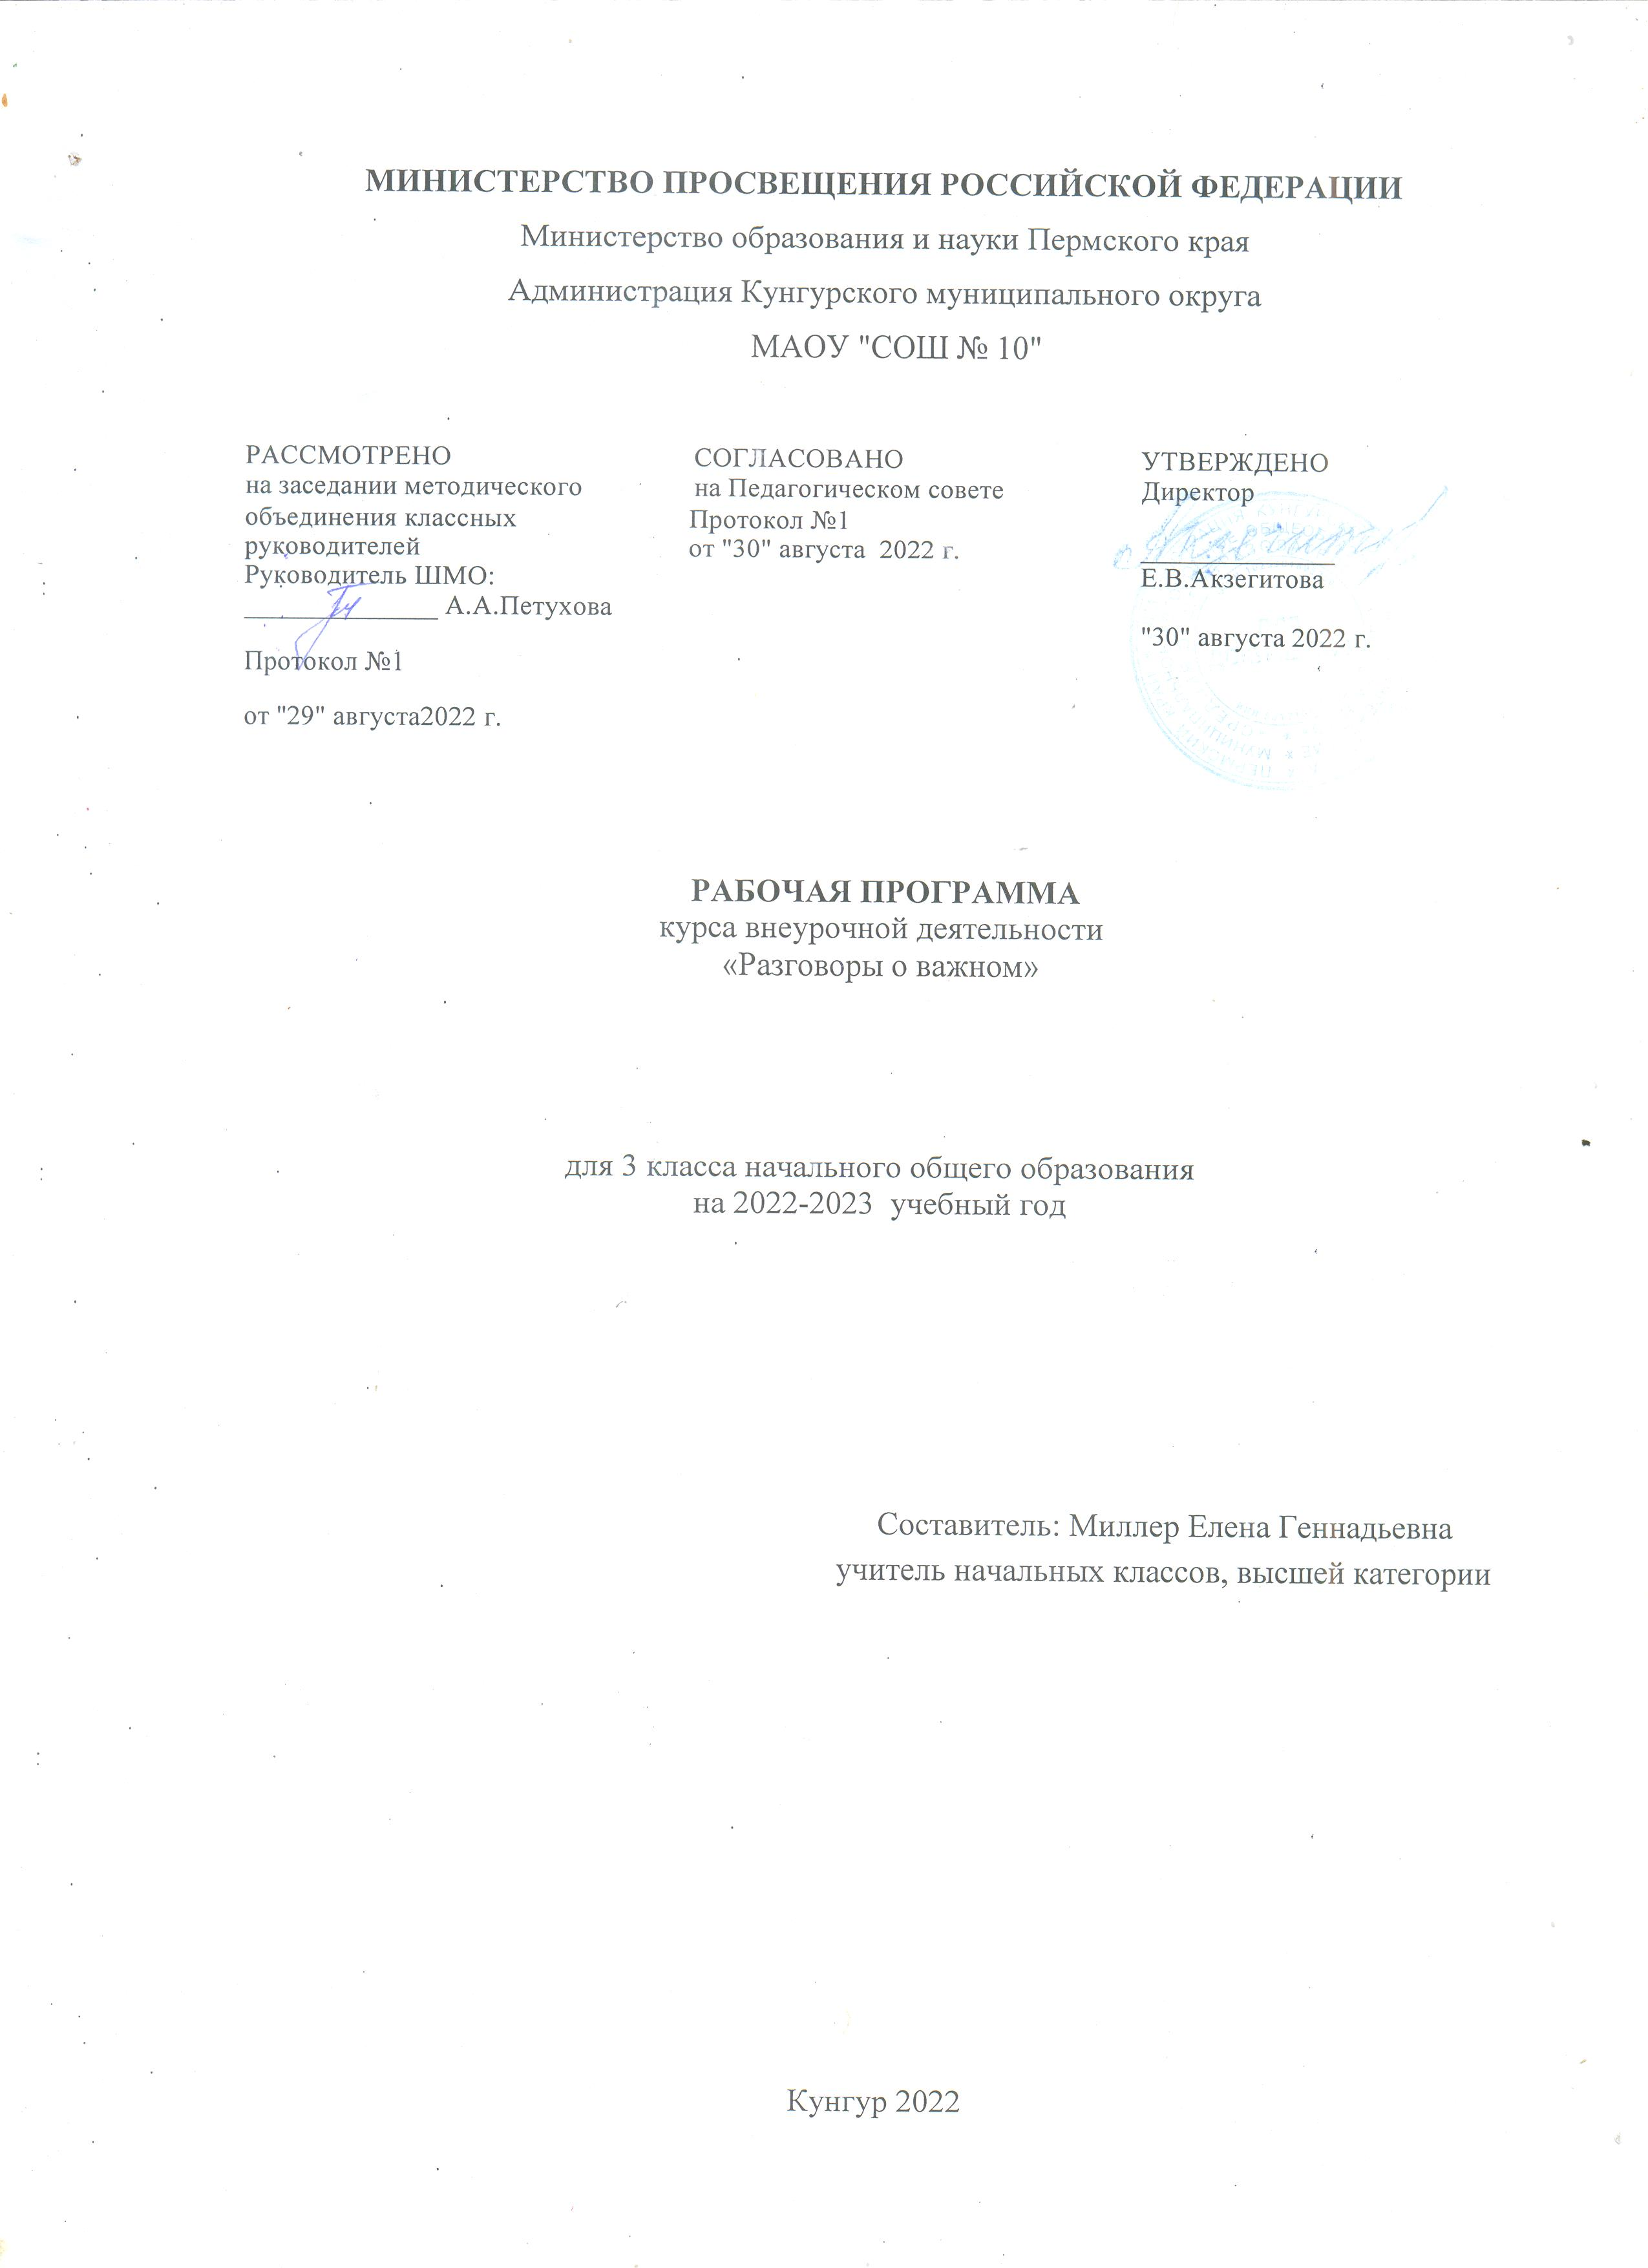 МИНИСТЕРСТВО ПРОСВЕЩЕНИЯ РОССИЙСКОЙ ФЕДЕРАЦИИ
Министерство образования и науки Пермского края
Администрация Кунгурского муниципального округа
МАОУ "СОШ № 10"
РАССМОТРЕНО
на заседании методического
объединения классных
руководителей
Руководитель ШМО:
______________ А.А.Петухова
Протокол №1
от "29" августа2022 г.
СОГЛАСОВАНО
на Педагогическом совете
Протокол №1
от "30" августа 2022 г.
УТВЕРЖДЕНО
Директор
______________
Е.В.Акзегитова
"30" августа 2022 г.
РАБОЧАЯ ПРОГРАММА
курса внеурочной деятельности
«Разговоры о важном»
для 3 класса начального общего образования
на 2022-2023 учебный год
Составитель: Миллер Елена Геннадьевна
учитель начальных классов, высшей категории
Кунгур 2022